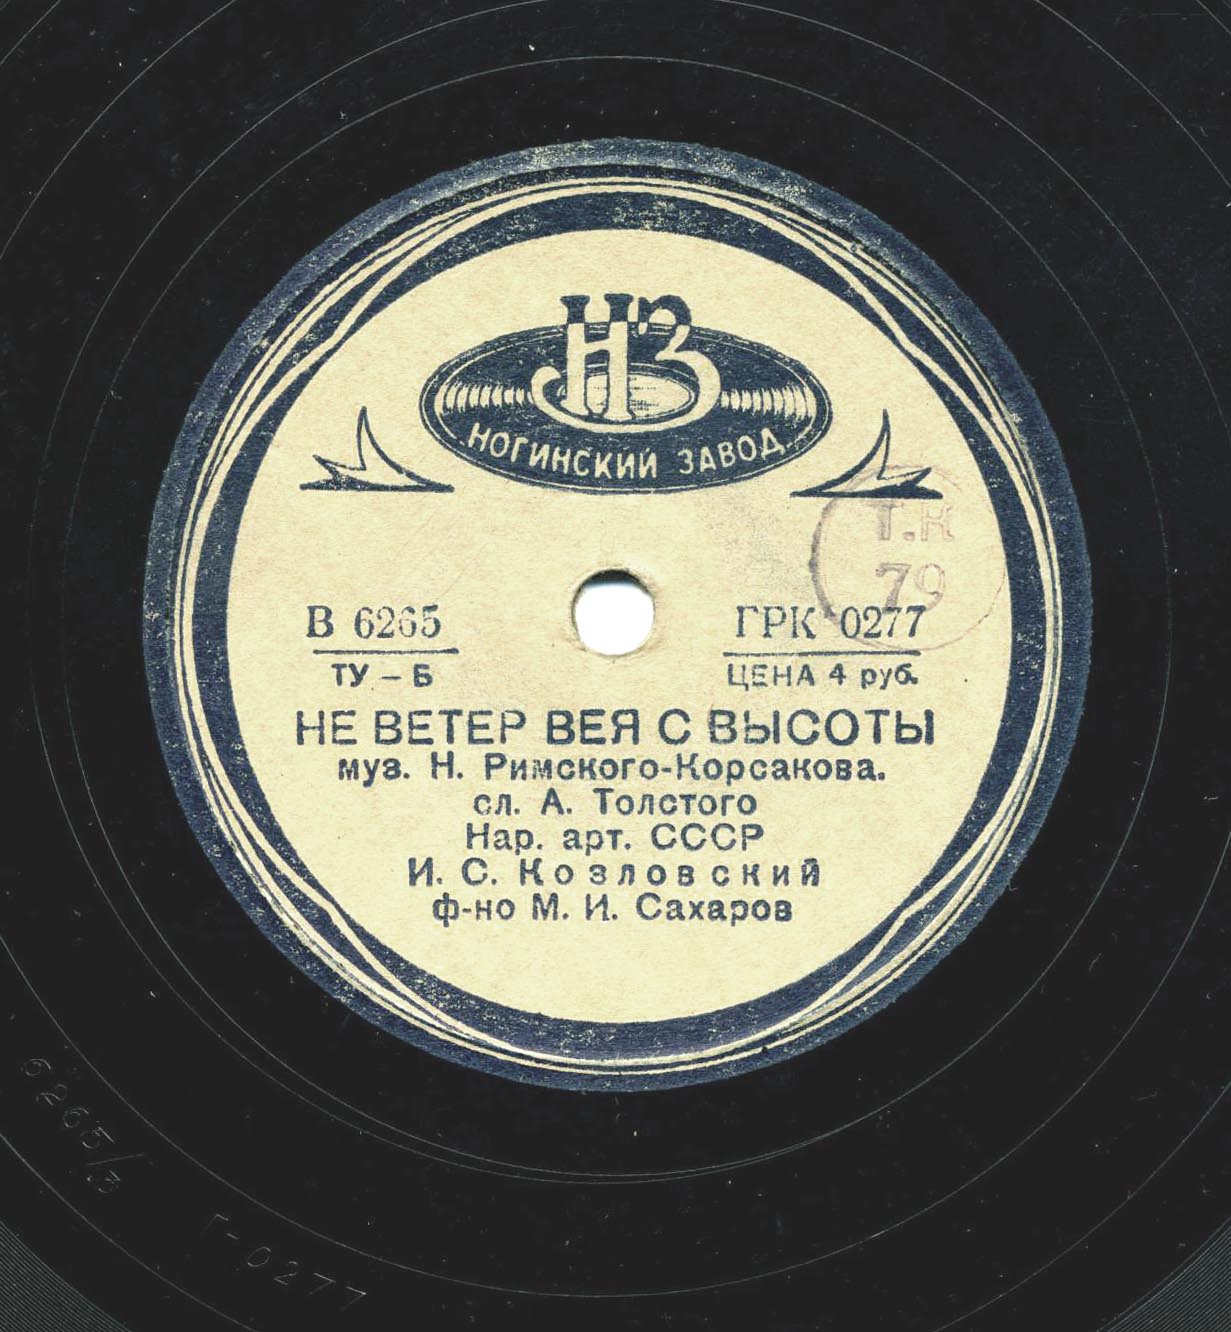 НЗ
НОГИНСКИЙ ЗАВОД
Т.К
79
В 6265
ТУ – Б
ГРК 0277
ЦЕНА 4 руб.
НЕ ВЕТЕР ВЕЯ С ВЫСОТЫ
муз. Н. Римского-Корсакова.
сл. А. Толстого
Нар. арт. СССР
И. С. Козловский
ф-но М. И. Сахаров
6265/3
Г-0277